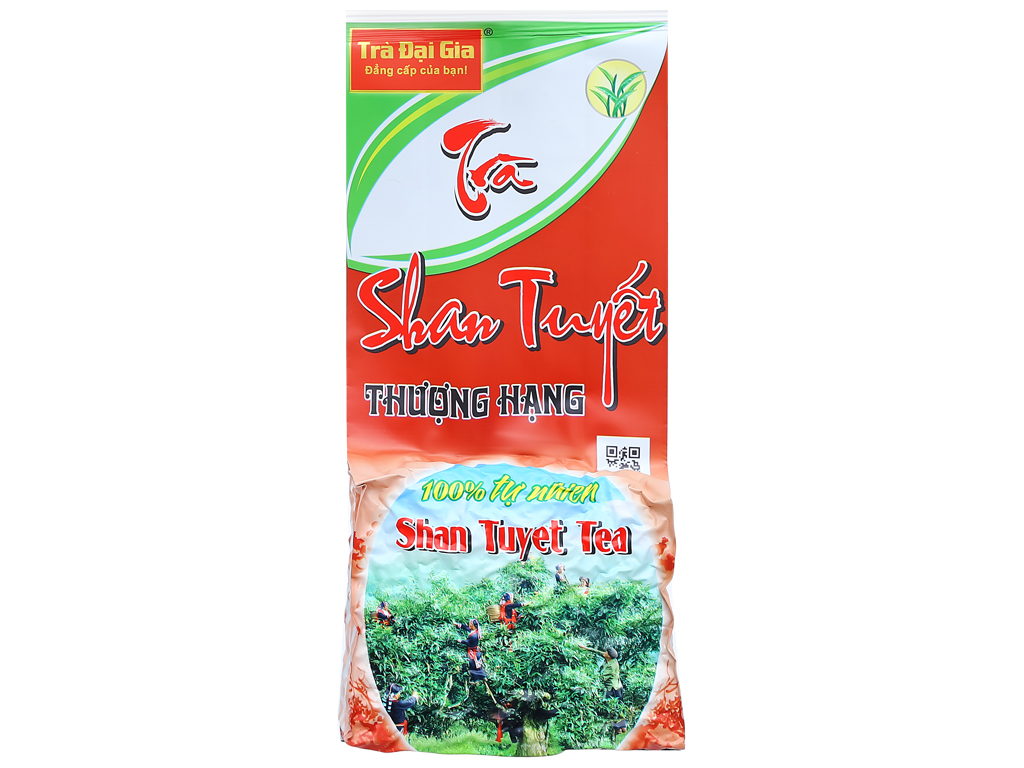 Trà Đại Gia ®
Đẳng cấp của bạn!
Trà
Shan Tuyết
THƯỢNG HẠNG
100% tự nhiên
Shan Tuyet Tea